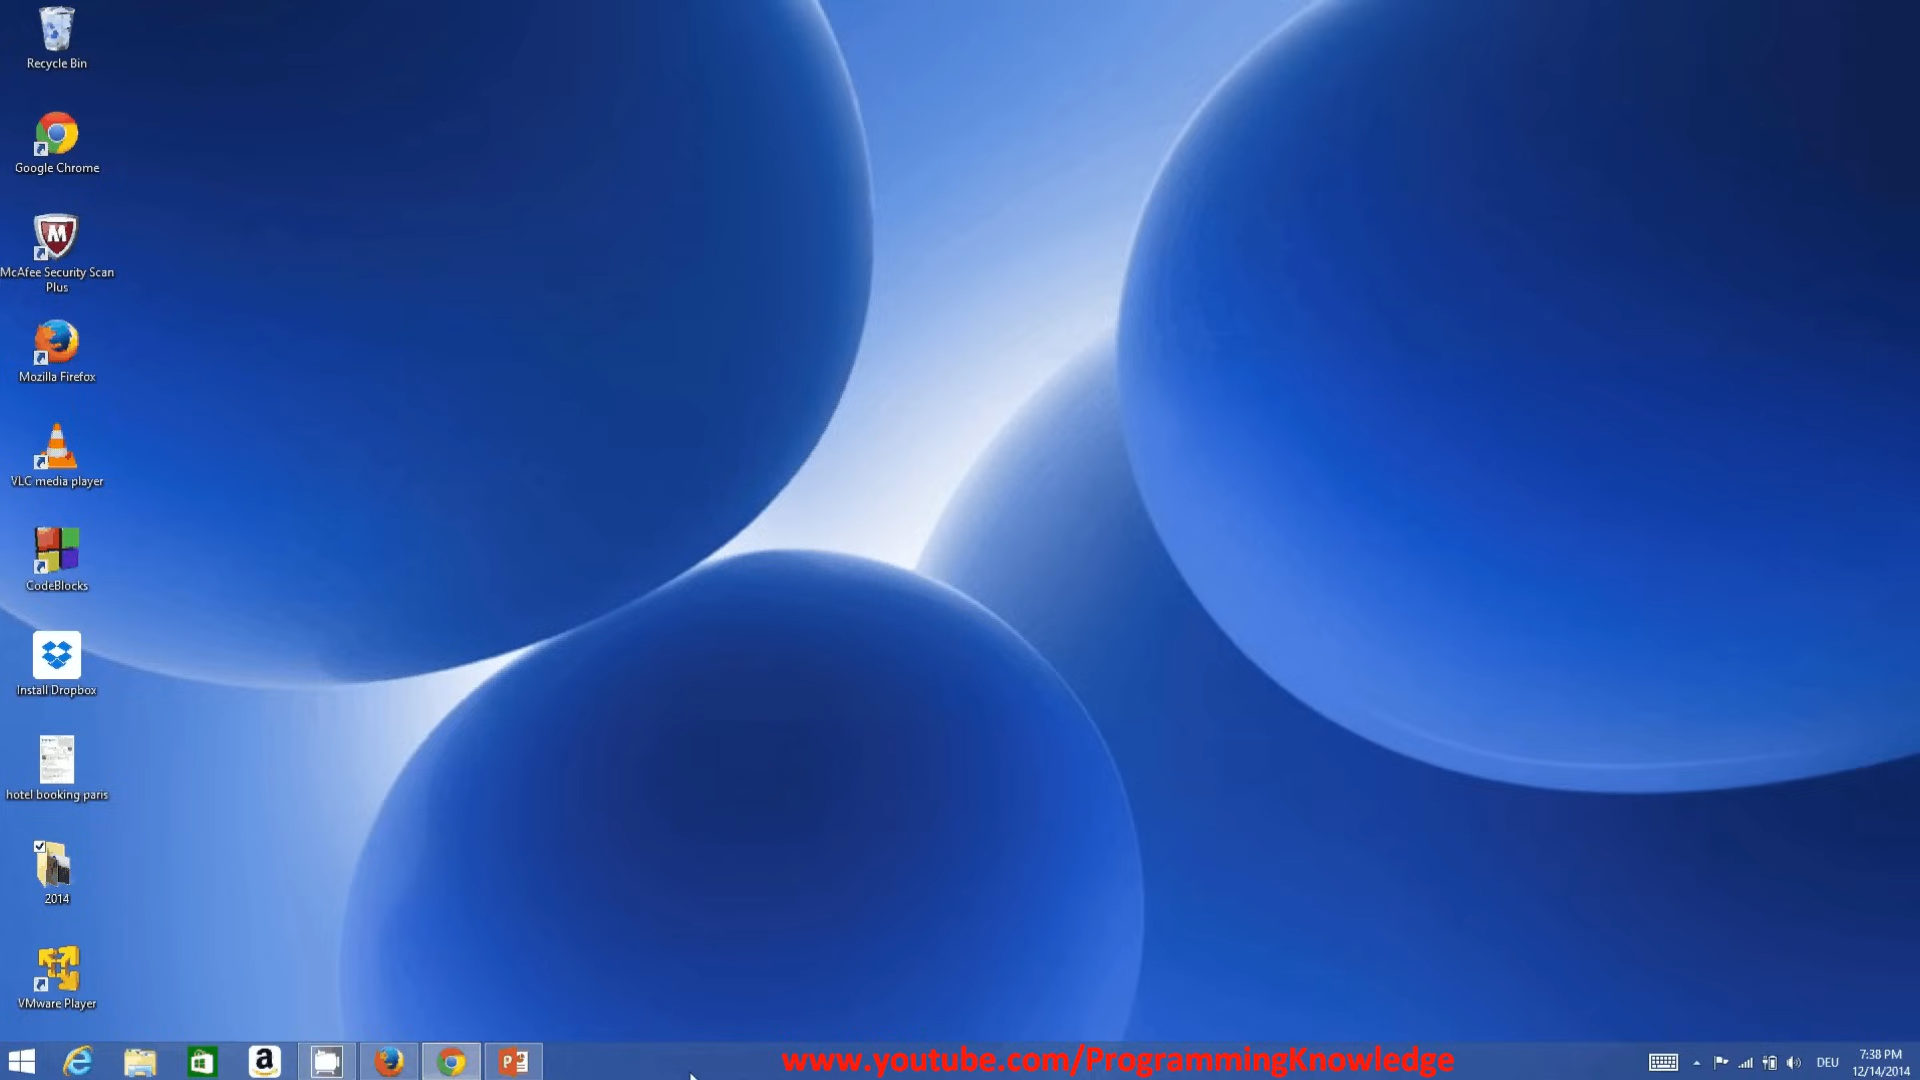 Recycle Bin
Google Chrome
McAfee Security Scan
Plus
Mozilla Firefox
VLC media player
CodeBlocks
Install Dropbox
hotel booking paris
2014
VMware Player
www.youtube.com/ProgrammingKnowledge
DEU
7:38 PM
12/14/2014